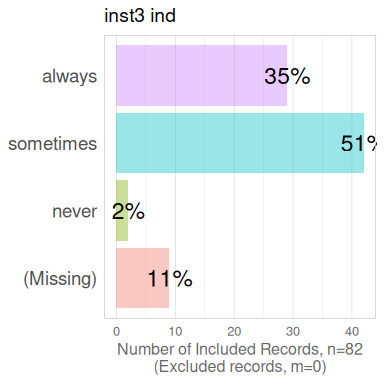 inst3 ind
always
35%
sometimes
51%
never
2%
(Missing)
11%
0 10 20 30 40
Number of Included Records, n=82
(Excluded records, m=0)